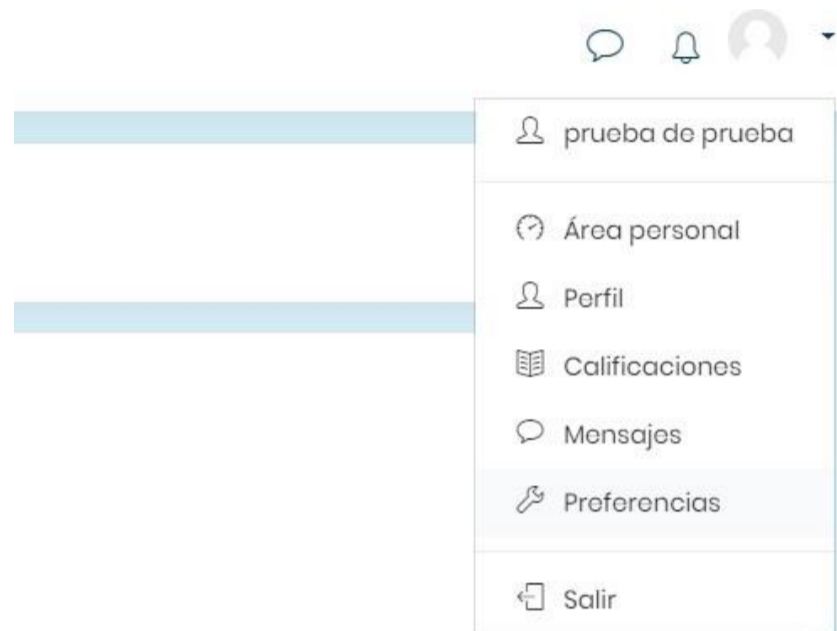 prueba de prueba
Área personal
Perfil
Calificaciones
Mensajes
Preferencias
Salir